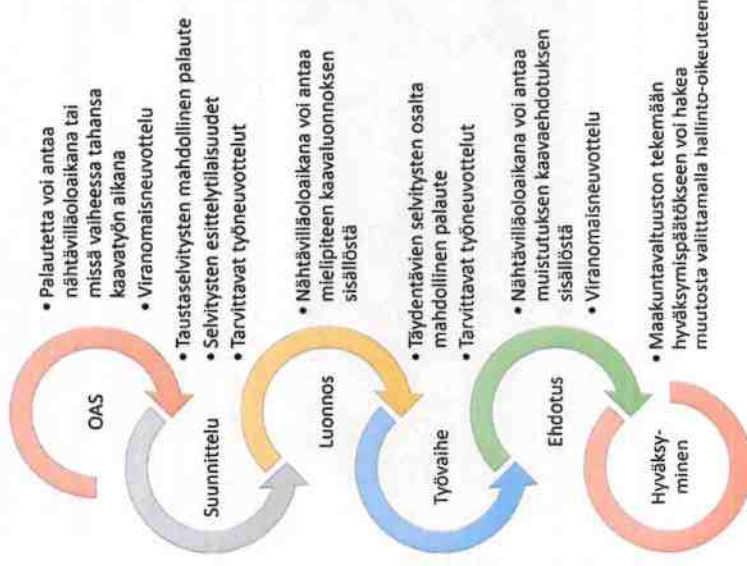 OAS
• Palautetta voi antaa
nähtävilläoloaikana tai
missä vaiheessa tahansa
kaavatyön aikana
• Viranomaisneuvottelu
Suunnittelu
• Taustaselvitysten mahdollinen palaute
• Selvitysten esittelytilaisuudet
• Tarvittavat työneuvottelut
Luonnos
• Nähtävilläoloaikana voi antaa
mielipiteen kaavaluonnoksen
sisällöstä
Työvaihe
• Täydentävien selvitysten osalta
mahdollinen palaute
• Tarvittavat työneuvottelut
Ehdotus
• Nähtävilläoloaikana voi antaa
muistutuksen kaavaehdotuksen
sisällöstä
• Viranomaisneuvottelu
Hyväksy-
minen
• Maakuntavaltuuston tekemään
hyväksymispäätökseen voi hakea
muutosta valittamalla hallinto-oikeuteen